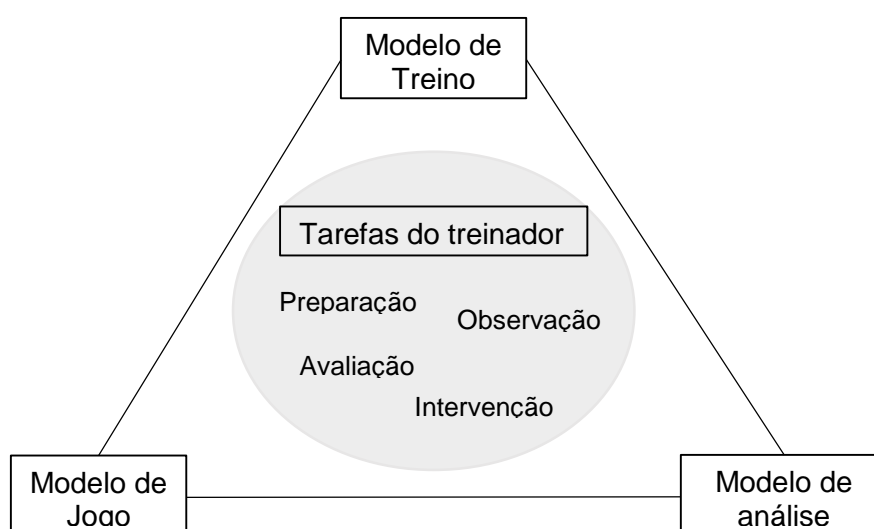 Modelo de
Treino
Tarefas do treinador
Preparação
Observação
Avaliação
Intervenção
Modelo de
Jogo
Modelo de
análise